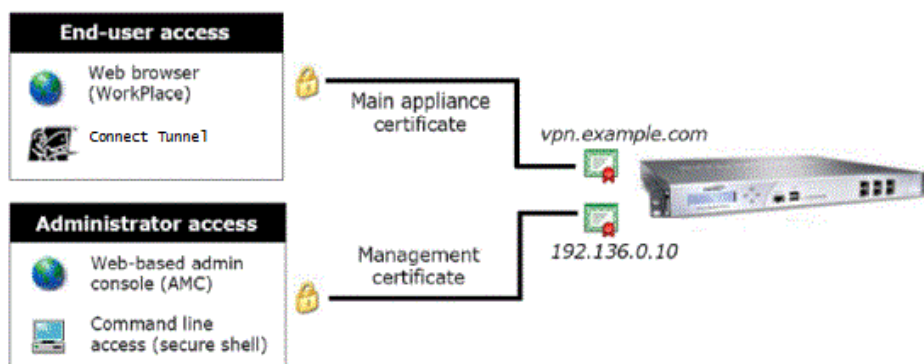 End-user access
Web browser
(WorkPlace)
Connect Tunnel
Main appliance
certificate
vpn.example.com
Administrator access
Web-based admin
console (AMC)
Command line
access (secure shell)
Management
certificate
192.136.0.10